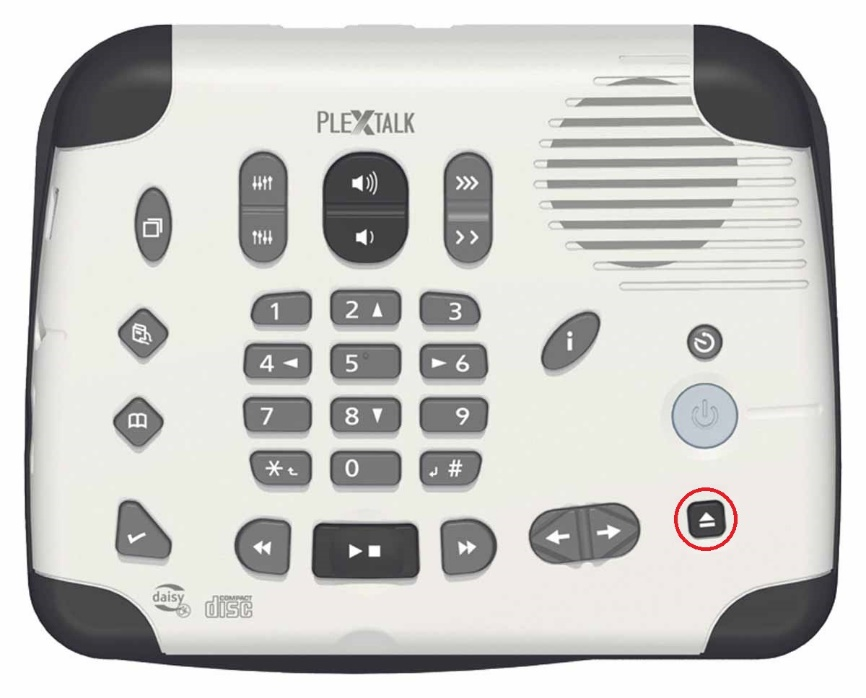 PLEXTALK
1 2 3
4 5 6
7 8 9
* 0 #
i
daisy
COMPACT
disc